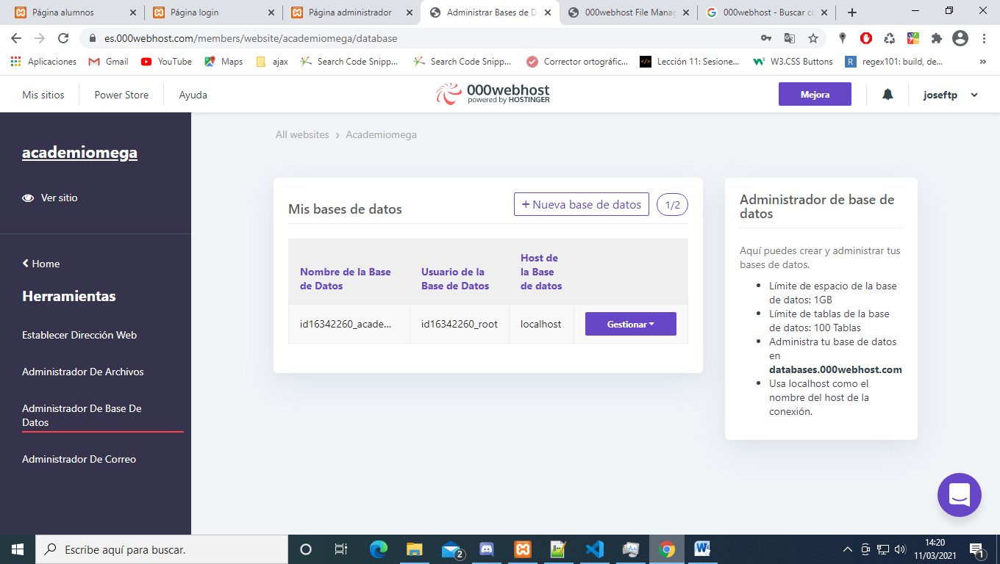 Página alumnos
Página login
Página administrador
Administrar Bases de D
000webhost File Manag
000webhost - Buscar co
es.000webhost.com/members/website/academiomega/database
Aplicaciones
Gmail
YouTube
Maps
ajax
Search Code Snipp...
Search Code Snipp...
Corrector ortográfic...
Lección 11: Sesione...
W3.CSS Buttons
regex101: build, de...
»
Mis sitios
Power Store
Ayuda
000webhost
powered by HOSTINGER
Mejora
joseftp
academiomega
Ver sitio
Home
Herramientas
Establecer Dirección Web
Administrador De Archivos
Administrador De Base De
Datos
Administrador De Correo
All websites › Academiomega
Mis bases de datos
+ Nueva base de datos
1/2
Nombre de la Base
de Datos
Usuario de la
Base de Datos
Host de
la Base
de datos
id16342260_acade...
id16342260_root
localhost
Gestionar
Administrador de base de
datos
Aquí puedes crear y administrar tus
bases de datos.
• Límite de espacio de la base
de datos: 1GB
• Límite de tablas de la base
de datos: 100 Tablas
• Administra tu base de datos
en
databases.000webhost.com
• Usa localhost como el
nombre del host de la
conexión.
Escribe aquí para buscar.
2
14:20
11/03/2021
1